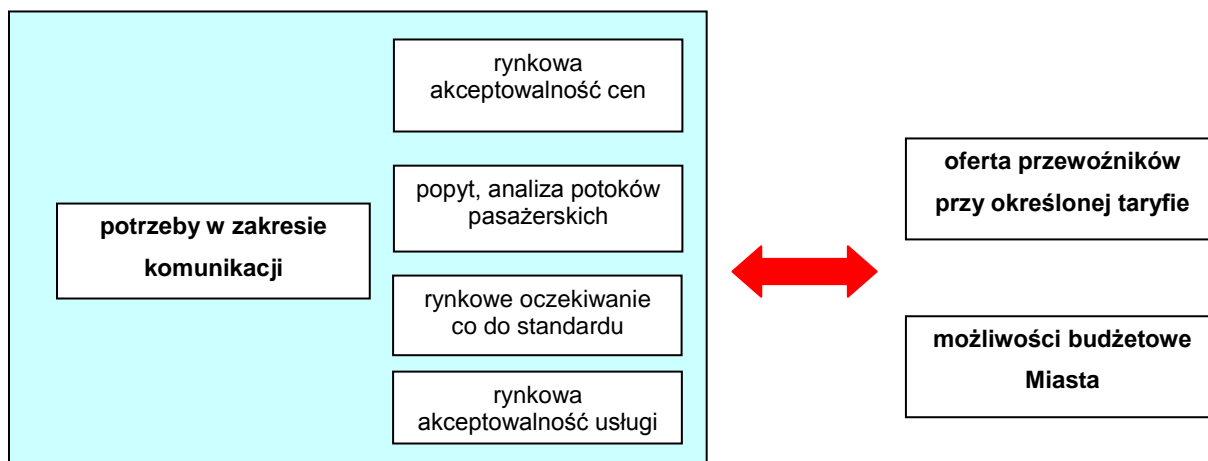 rynkowa
akceptowalność cen
popyt, analiza potoków
pasażerskich
potrzeby w zakresie
komunikacji
rynkowe oczekiwanie
co do standardu
rynkowa
akceptowalność usługi
oferta przewoźników
przy określonej taryfie
możliwości budżetowe
Miasta